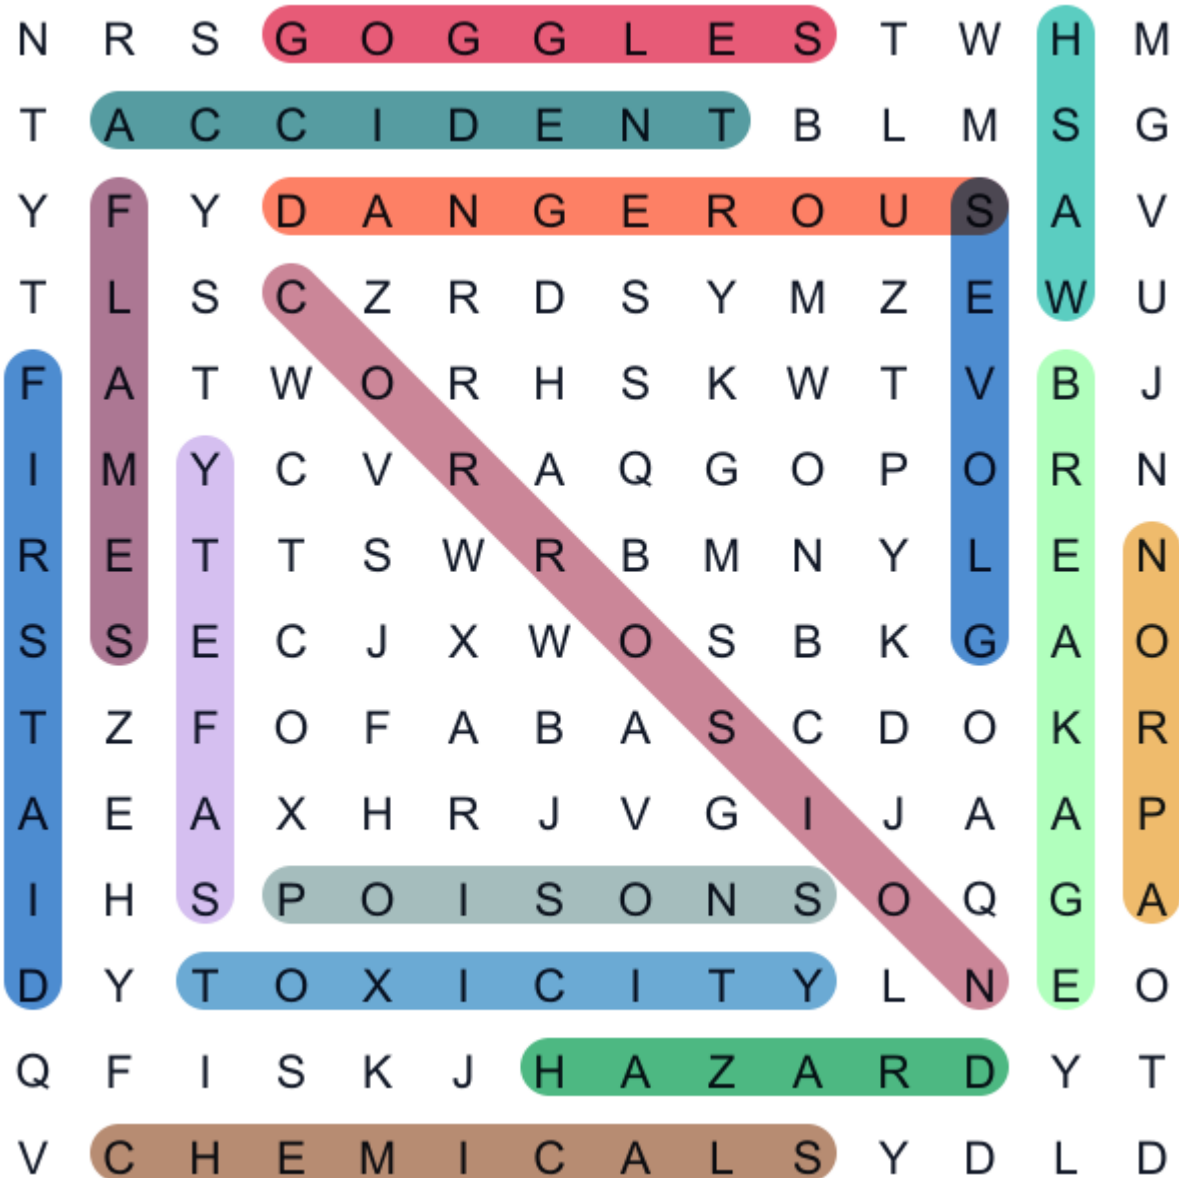 N R S G O G G L E S T W H M
T A C C I D E N T B L M S G
Y F Y D A N G E R O U S A V
T L S C Z R D S Y M Z E W U
F A T W O R H S K W T V B J
I M Y C V R A Q G O P O R N
R E T T S W R B M N Y L E N
S S E C J X W O S B K G A O
T Z F O F A B A S C D O K R
A E A X H R J V G I J A A P
I H S P O I S O N S O Q G A
D Y T O X I C I T Y L N E O
Q F I S K J H A Z A R D Y T
V C H E M I C A L S Y D L D